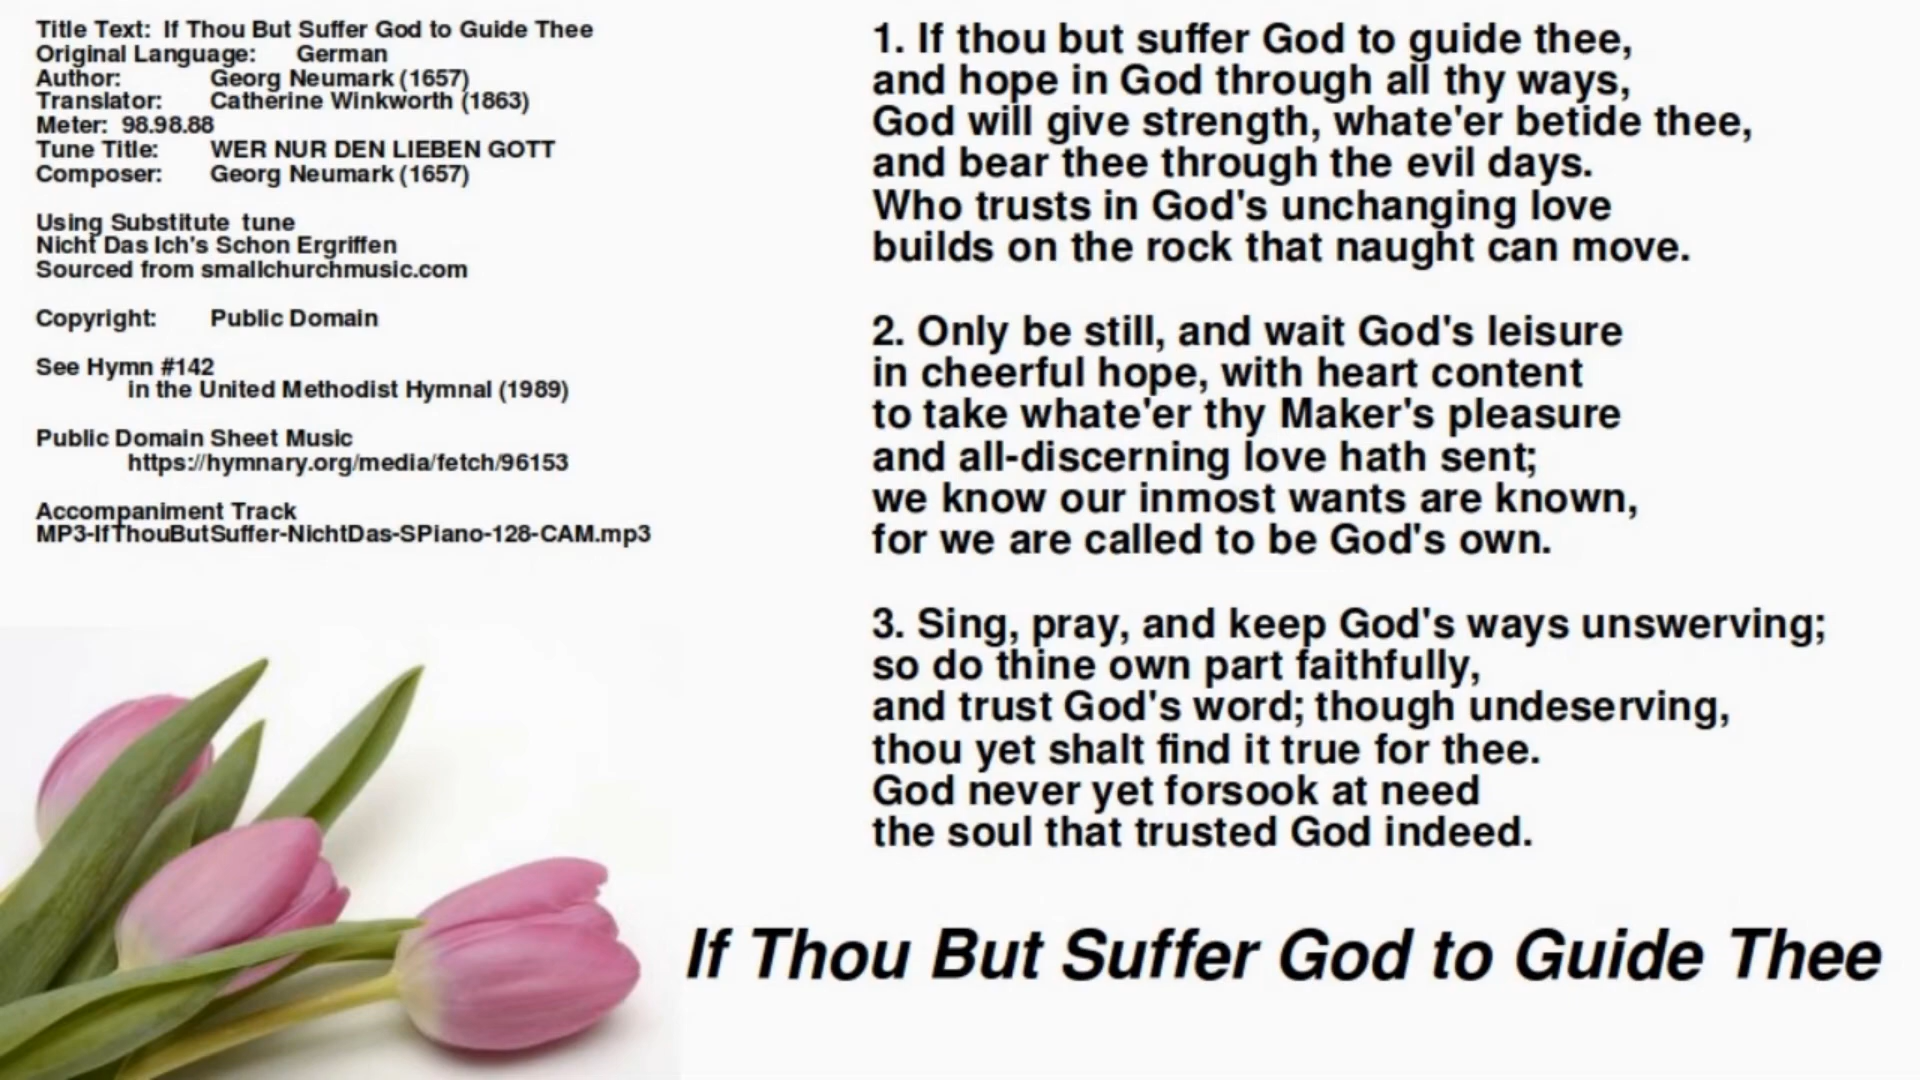 Title Text: If Thou But Suffer God to Guide Thee
Original Language: German
Author: Georg Neumark (1657)
Translator: Catherine Winkworth (1863)
Meter: 98.98.88
Tune Title: WER NUR DEN LIEBEN GOTT
Composer: Georg Neumark (1657)
Using Substitute tune
Nicht Das Ich's Schon Ergriffen
Sourced from smallchurchmusic.com
Copyright: Public Domain
See Hymn #142
in the United Methodist Hymnal (1989)
Public Domain Sheet Music
https://hymnary.org/media/fetch/96153
Accompaniment Track
MP3-IfThouButSuffer-NichtDas-SPiano-128-CAM.mp3
1. If thou but suffer God to guide thee,
and hope in God through all thy ways,
God will give strength, whate'er betide thee,
and bear thee through the evil days.
Who trusts in God's unchanging love
builds on the rock that naught can move.
2. Only be still, and wait God's leisure
in cheerful hope, with heart content
to take whate'er thy Maker's pleasure
and all-discerning love hath sent;
we know our inmost wants are known,
for we are called to be God's own.
3. Sing, pray, and keep God's ways unswerving;
so do thine own part faithfully,
and trust God's word; though undeserving,
thou yet shalt find it true for thee.
God never yet forsook at need
the soul that trusted God indeed.
If Thou But Suffer God to Guide Thee